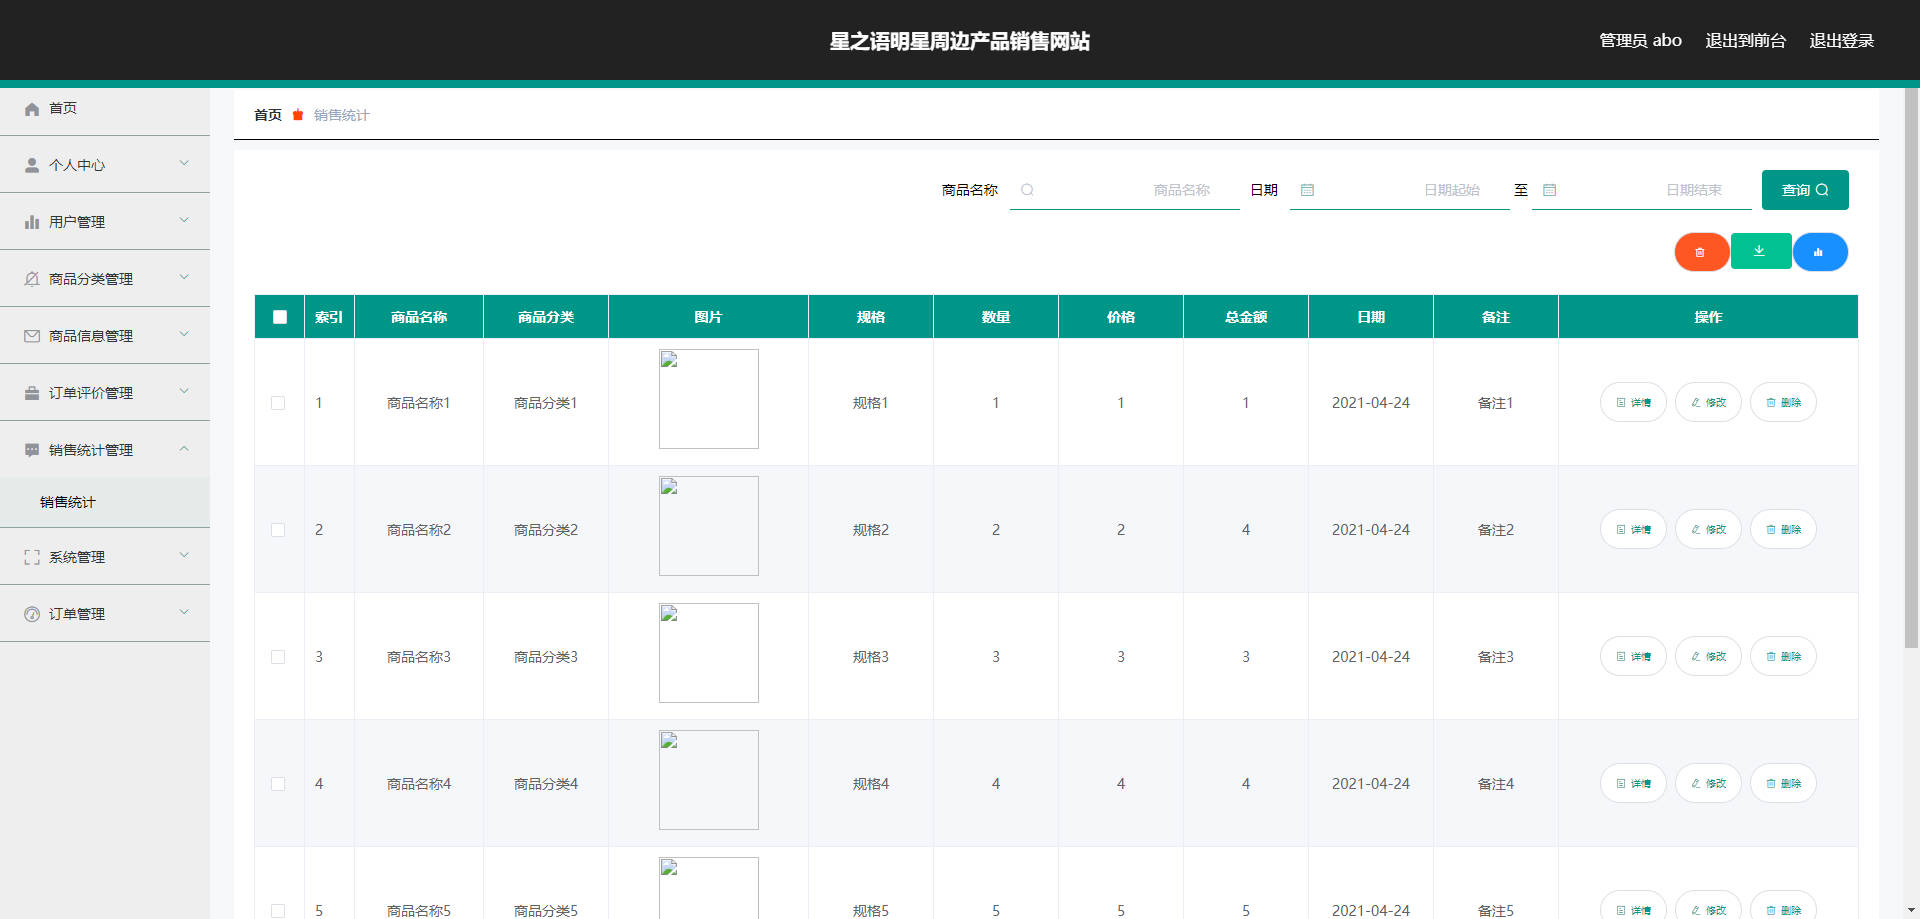 星之语明星周边产品销售网站
管理员 abo 退出到前台 退出登录
首页
个人中心
用户管理
商品分类管理
商品信息管理
订单评价管理
销售统计管理
销售统计
系统管理
订单管理
首页 销售统计
商品名称 商品名称 日期 日期起始 至 日期结束 查询
索引 商品名称 商品分类 图片 规格 数量 价格 总金额 日期 备注 操作
1 商品名称1 商品分类1 规格1 1 1 1 2021-04-24 备注1 详情 修改 删除
2 商品名称2 商品分类2 规格2 2 2 4 2021-04-24 备注2 详情 修改 删除
3 商品名称3 商品分类3 规格3 3 3 3 2021-04-24 备注3 详情 修改 删除
4 商品名称4 商品分类4 规格4 4 4 4 2021-04-24 备注4 详情 修改 删除
5 商品名称5 商品分类5 规格5 5 5 5 2021-04-24 备注5 详情 修改 删除